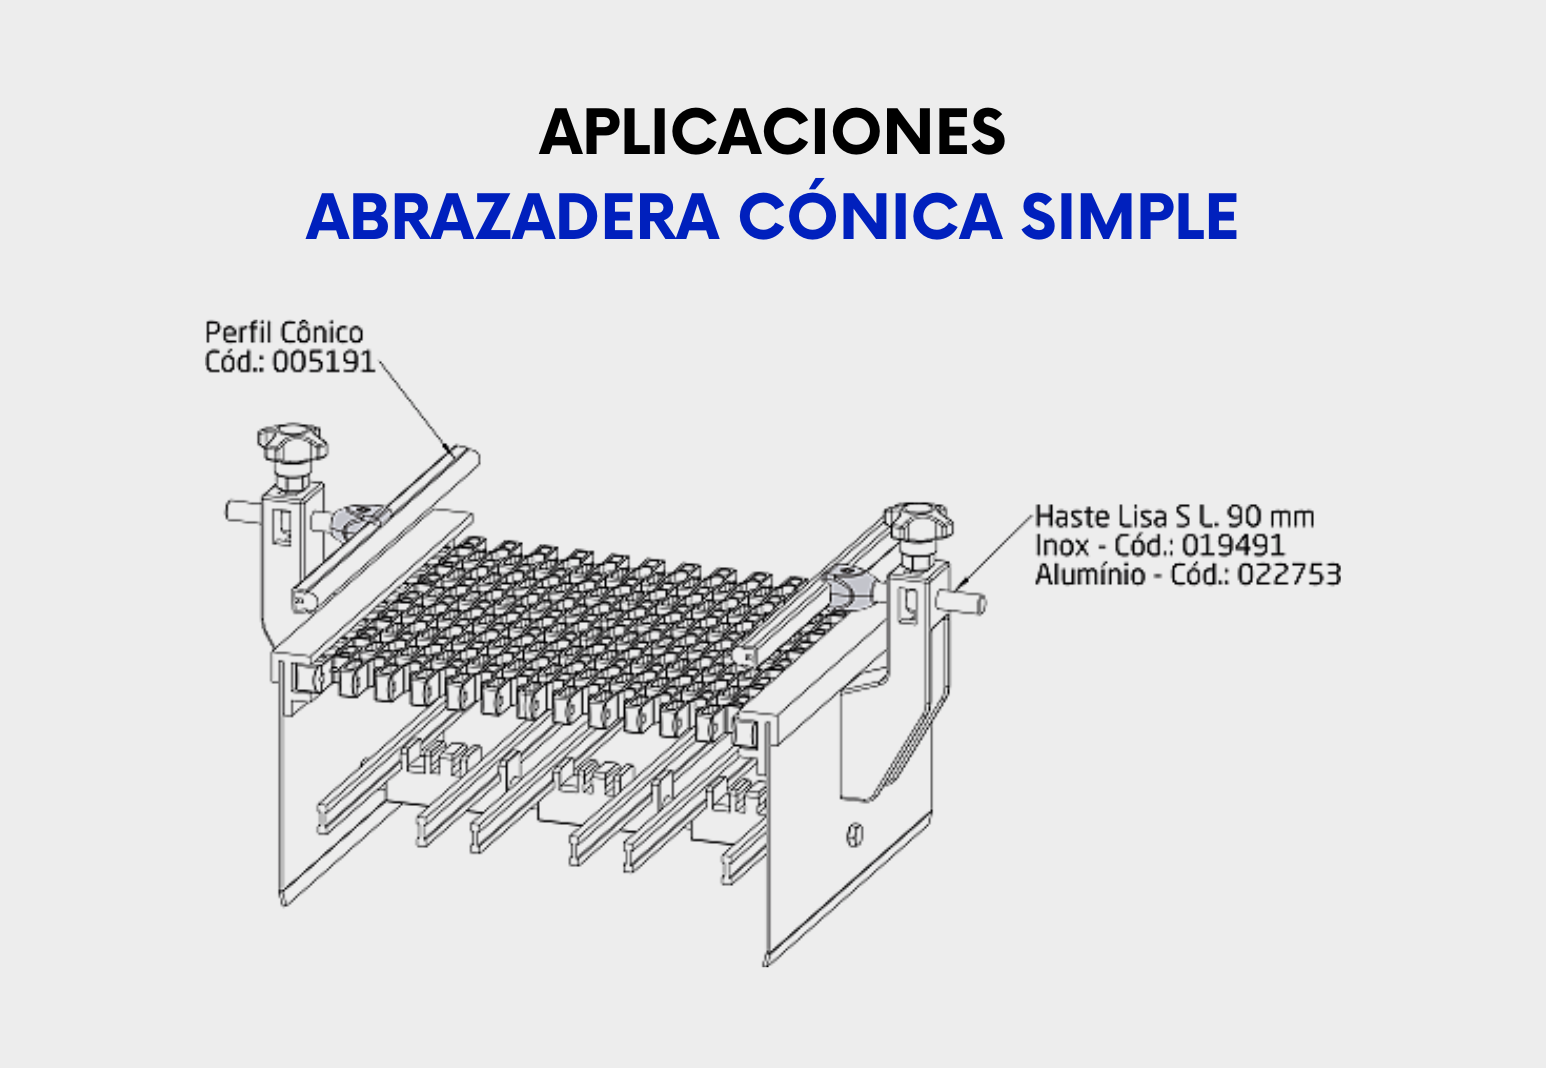 APLICACIONES
ABRAZADERA CÓNICA SIMPLE
Perfil Cônico
Cód.: 005191
Haste Lisa S L. 90 mm
Inox - Cód.: 019491
Alumínio - Cód.: 022753